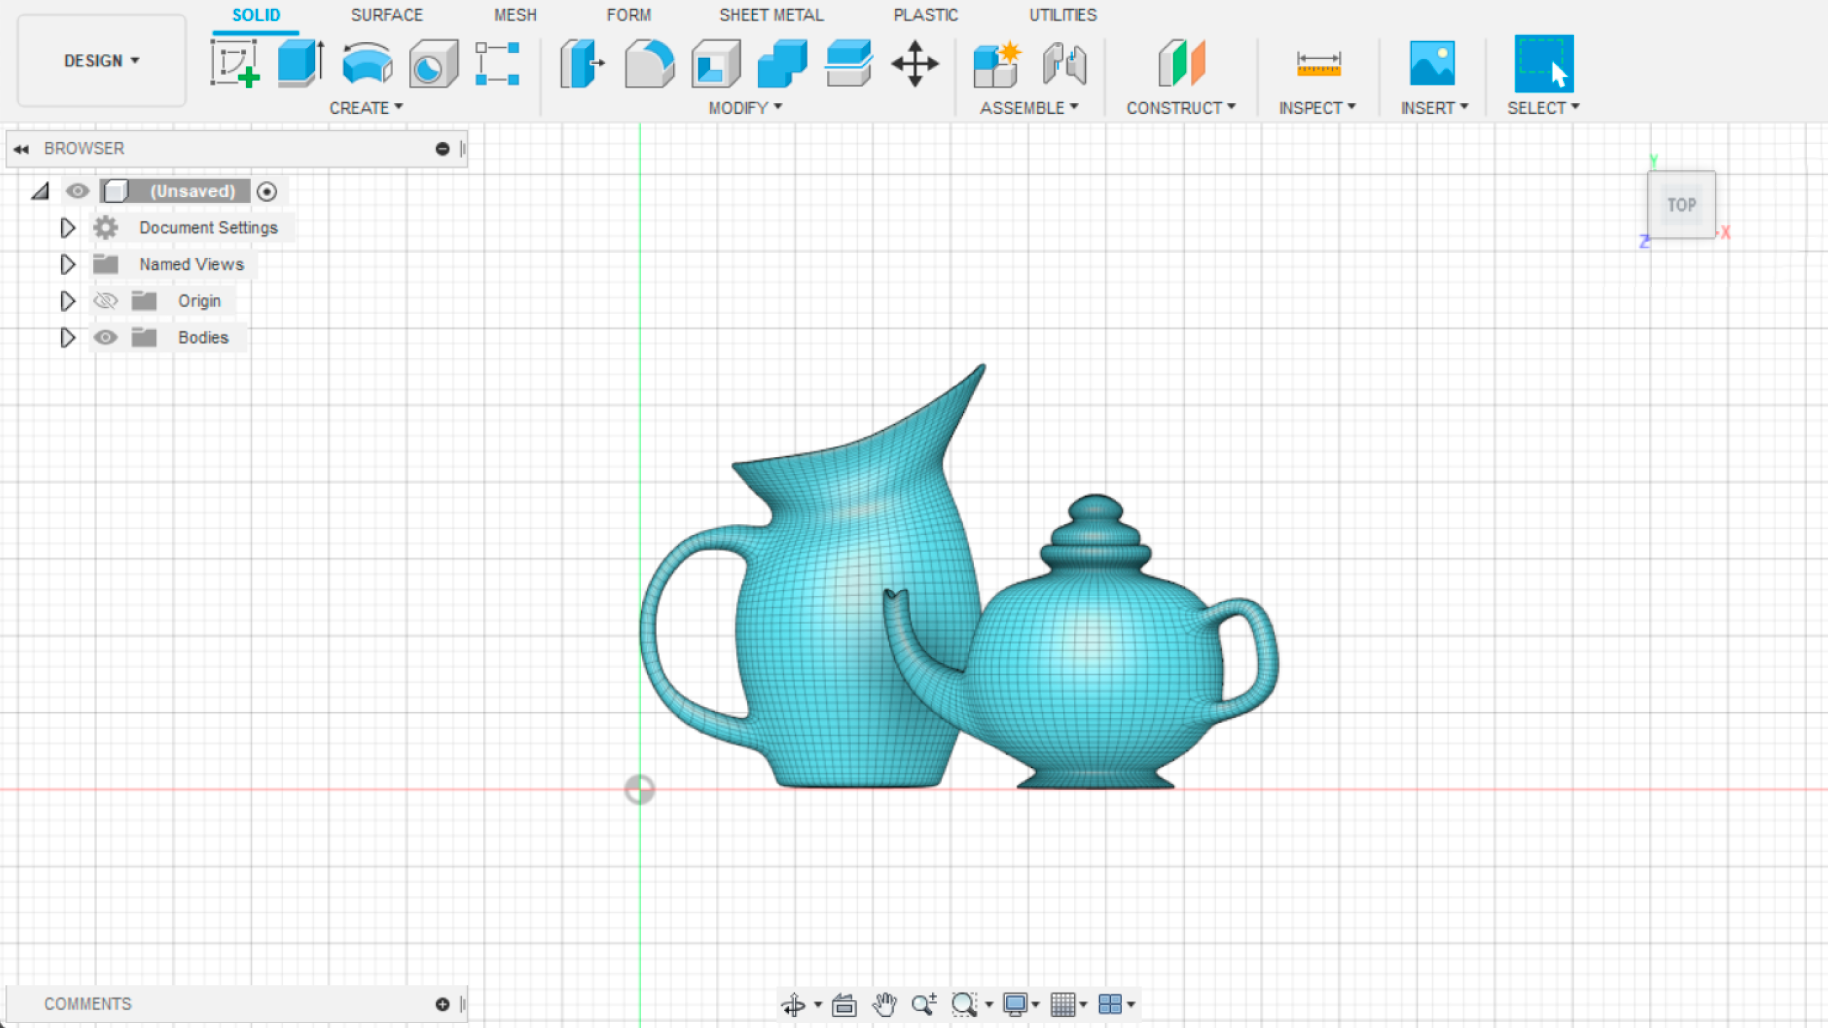 SOLID SURFACE MESH FORM SHEET METAL PLASTIC UTILITIES
DESIGN
CREATE MODIFY ASSEMBLE CONSTRUCT INSPECT INSERT SELECT
BROWSER
(Unsaved)
Document Settings
Named Views
Origin
Bodies
Y
TOP
X
Z
COMMENTS